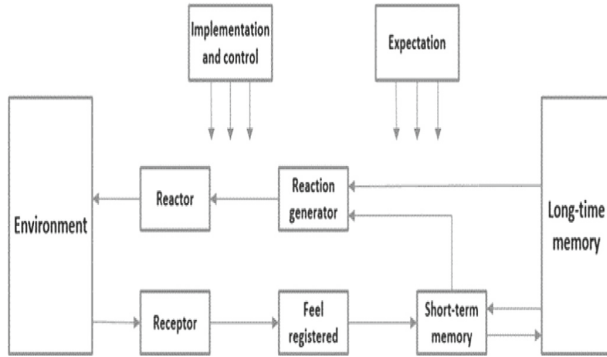 Implementation
and control
Expectation
Environment
Reactor
Reaction
generator
Long-time
memory
Receptor
Feel
registered
Short-term
memory